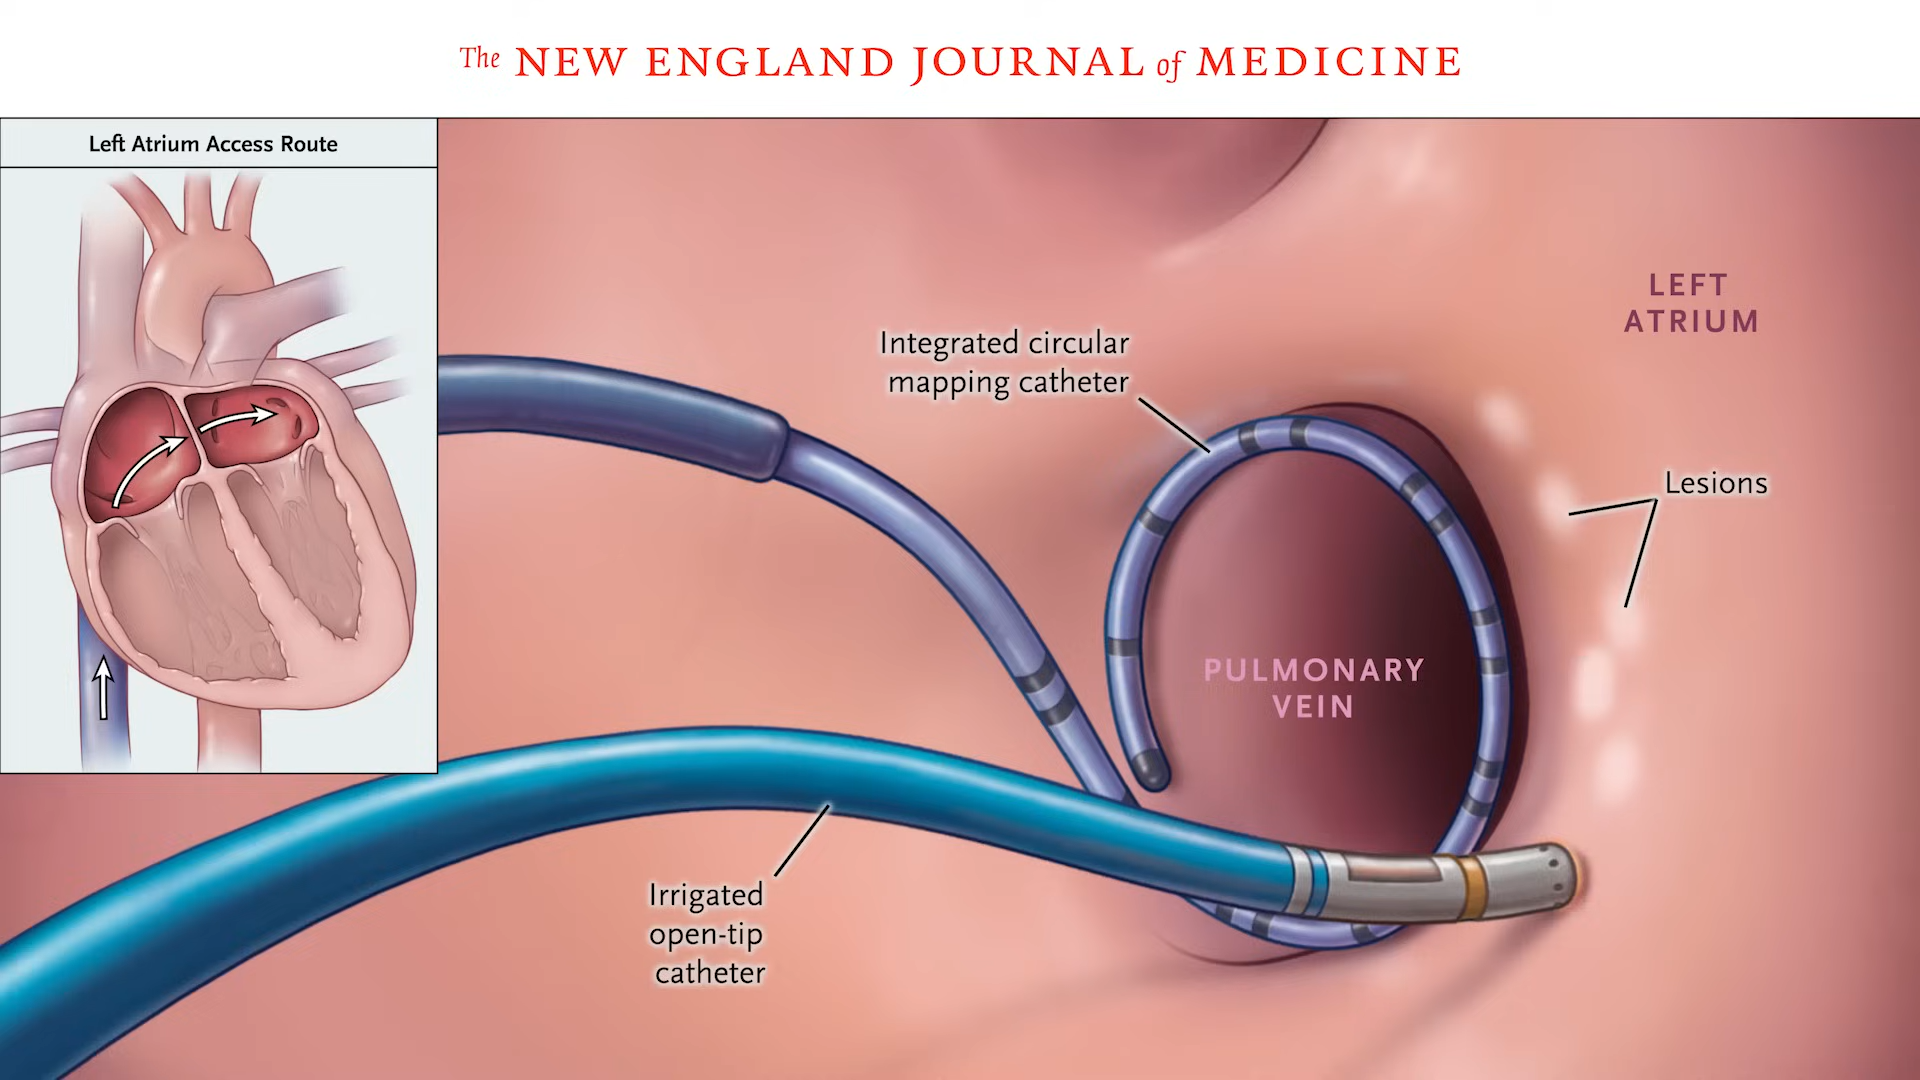 The NEW ENGLAND JOURNAL of MEDICINE
Left Atrium Access Route
LEFT
ATRIUM
Integrated circular
mapping catheter
Lesions
PULMONARY
VEIN
Irrigated
open-tip
catheter